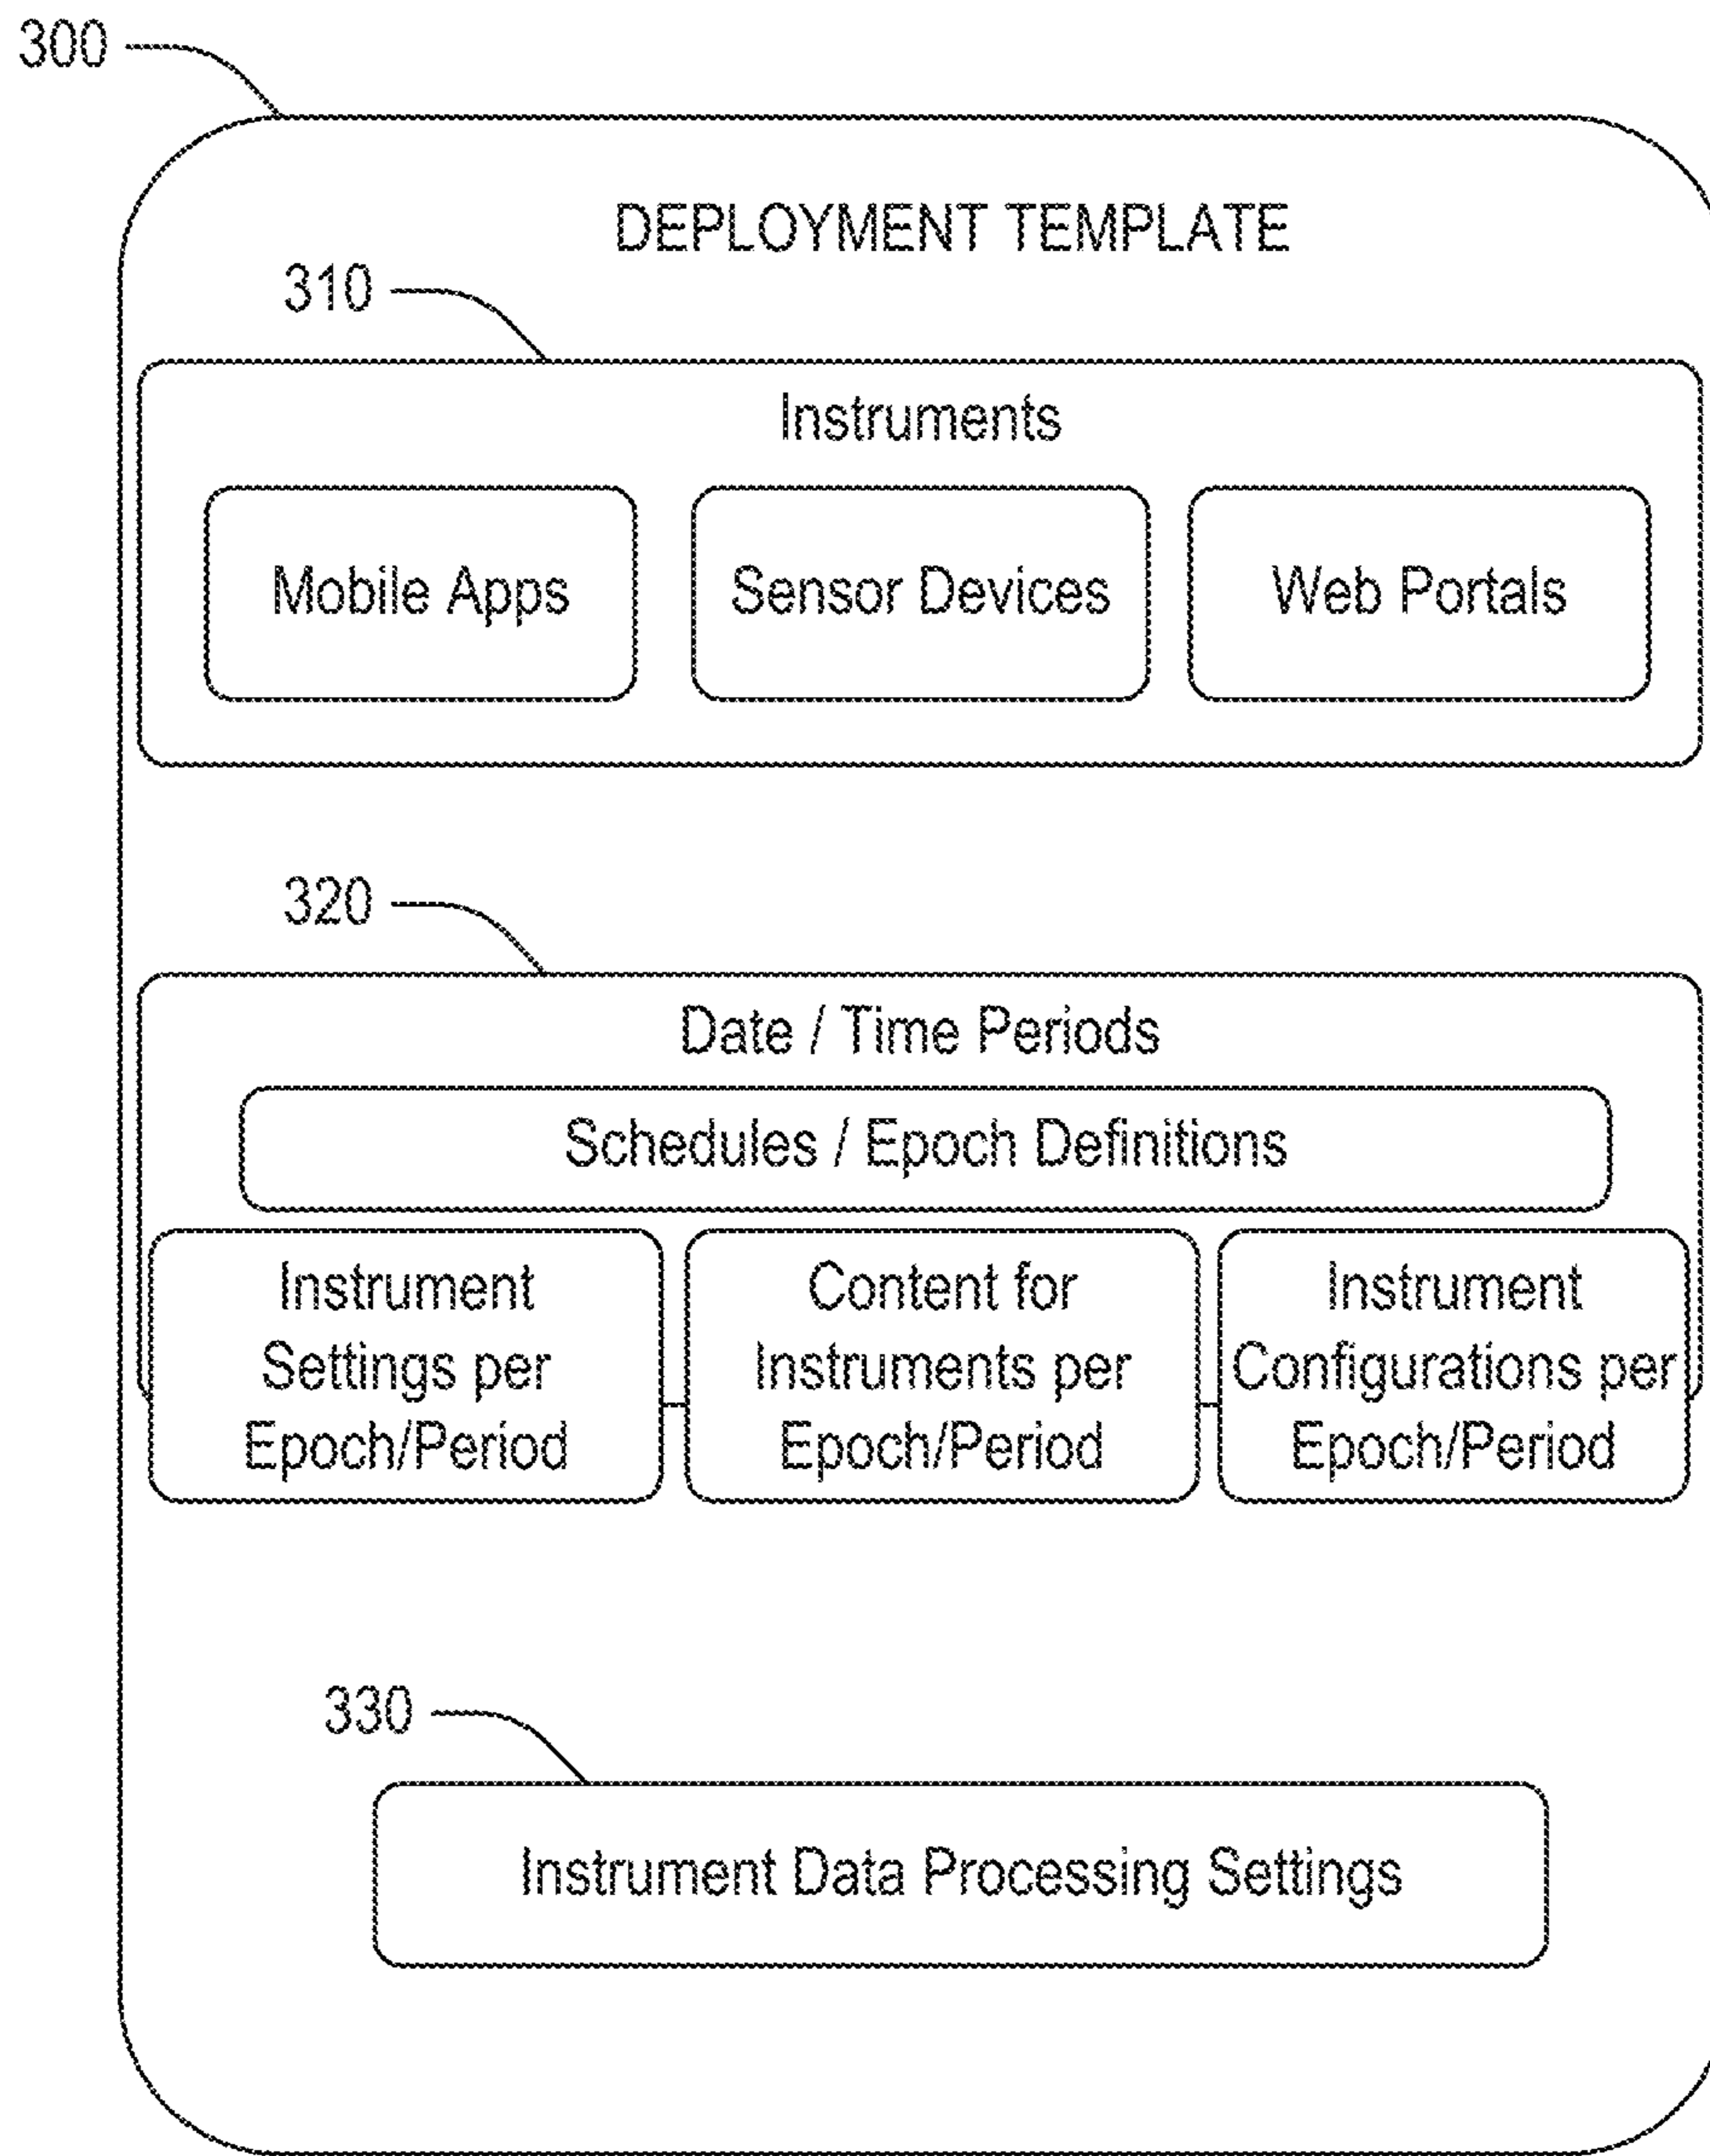 300
DEPLOYMENT TEMPLATE
310
Instruments
Mobile Apps
Sensor Devices
Web Portals
320
Date / Time Periods
Schedules / Epoch Definitions
Instrument
Settings per
Epoch/Period
Content for
Instruments per
Epoch/Period
Instrument
Configurations per
Epoch/Period
330
Instrument Data Processing Settings